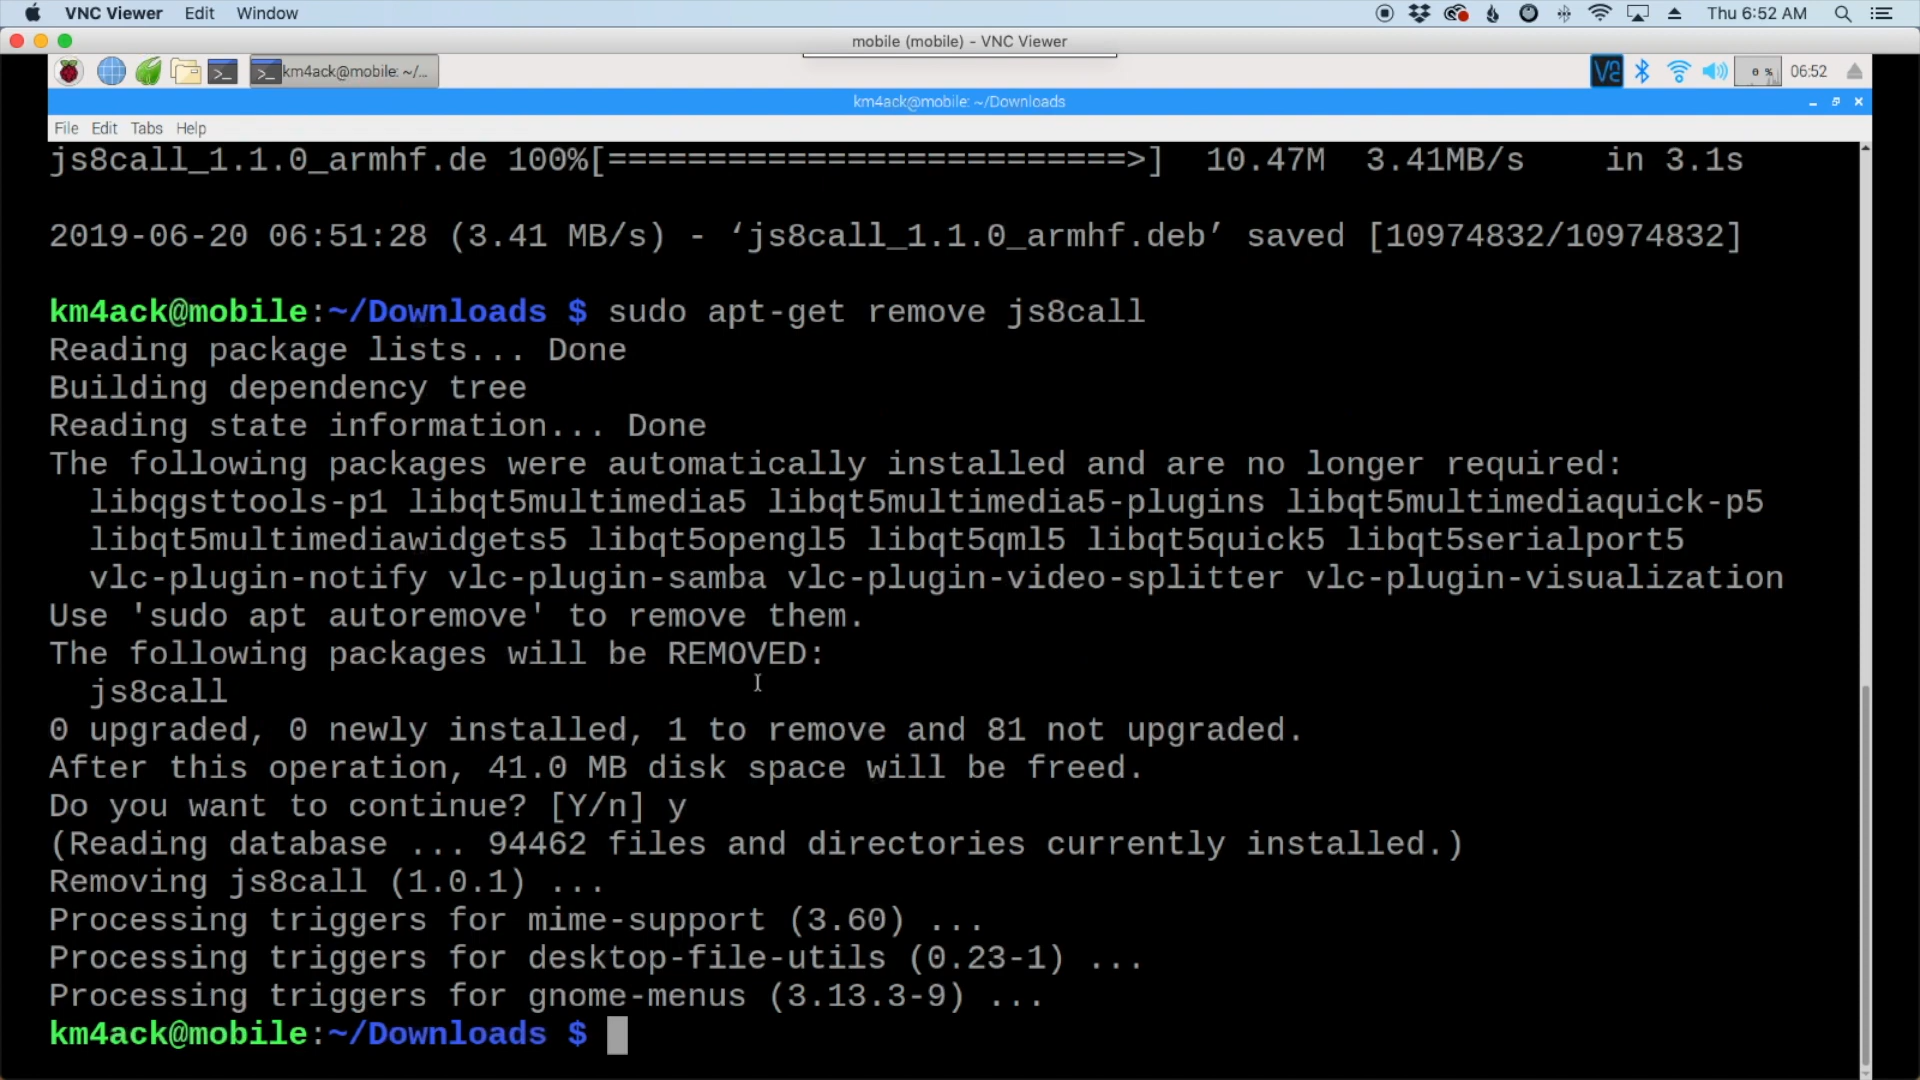 VNC Viewer Edit Window Thu 6:52 AM
mobile (mobile) - VNC Viewer
km4ack@mobile: ~/... 0 % 06:52
km4ack@mobile: ~/Downloads
File Edit Tabs Help
js8call_1.1.0_armhf.de 100%[==========================>] 10.47M 3.41MB/s in 3.1s
2019-06-20 06:51:28 (3.41 MB/s) - ‘js8call_1.1.0_armhf.deb’ saved [10974832/10974832]
km4ack@mobile:~/Downloads $ sudo apt-get remove js8call
Reading package lists... Done
Building dependency tree
Reading state information... Done
The following packages were automatically installed and are no longer required:
libqgsttools-p1 libqt5multimedia5 libqt5multimedia5-plugins libqt5multimediaquick-p5
libqt5multimediawidgets5 libqt5opengl5 libqt5qml5 libqt5quick5 libqt5serialport5
vlc-plugin-notify vlc-plugin-samba vlc-plugin-video-splitter vlc-plugin-visualization
Use 'sudo apt autoremove' to remove them.
The following packages will be REMOVED:
js8call
0 upgraded, 0 newly installed, 1 to remove and 81 not upgraded.
After this operation, 41.0 MB disk space will be freed.
Do you want to continue? [Y/n] y
(Reading database ... 94462 files and directories currently installed.)
Removing js8call (1.0.1) ...
Processing triggers for mime-support (3.60) ...
Processing triggers for desktop-file-utils (0.23-1) ...
Processing triggers for gnome-menus (3.13.3-9) ...
km4ack@mobile:~/Downloads $